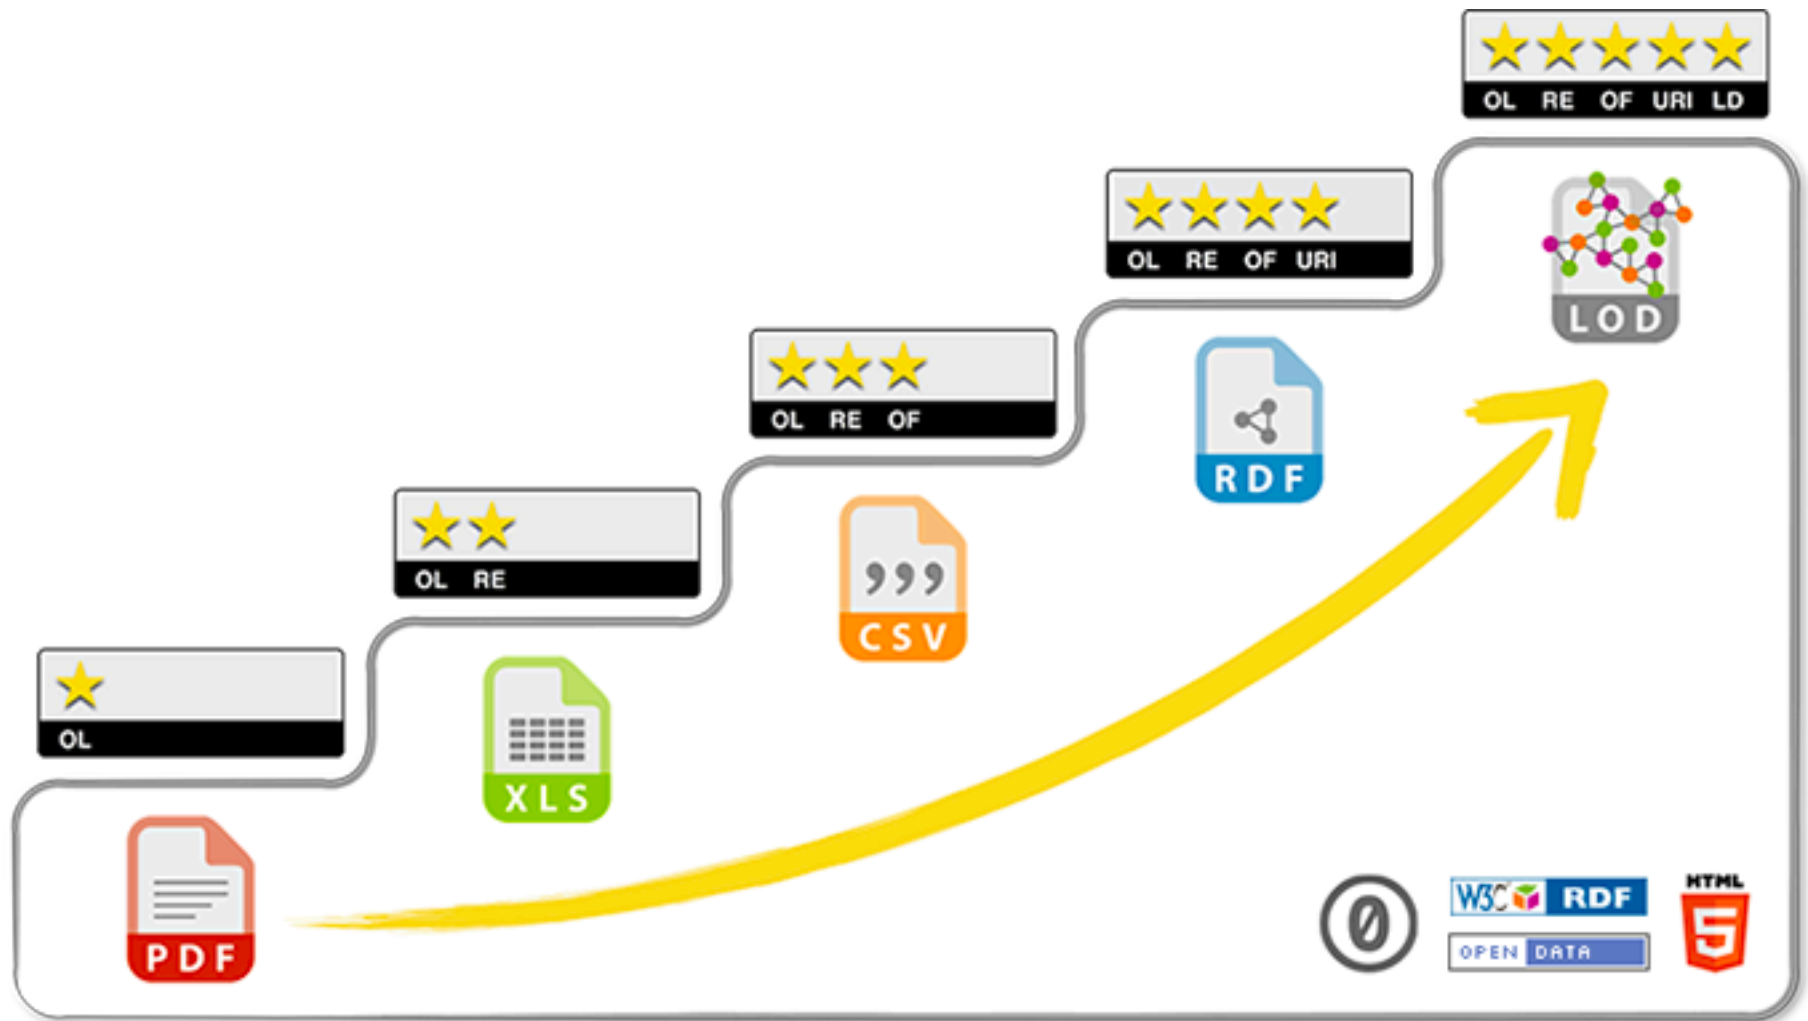 OL RE OF URI LD
LOD
OL RE OF URI
RDF
OL RE OF
CSV
OL RE
XLS
OL
PDF
0
W3C RDF
OPEN DATA
HTML
5